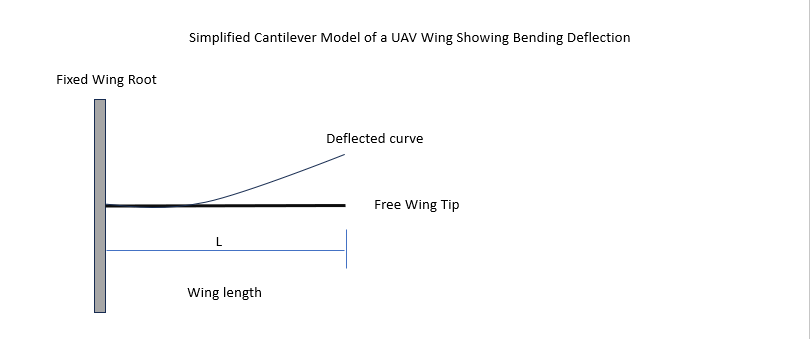 Simplified Cantilever Model of a UAV Wing Showing Bending Deflection
Fixed Wing Root
Deflected curve
Free Wing Tip
L
Wing length